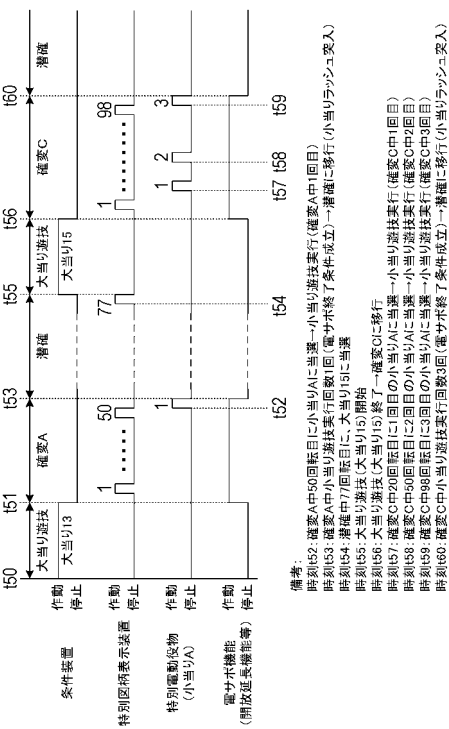 t50 t51 t53 t55 t56 t60
大当り遊技 確変A 潜確 大当り遊技 確変C 潜確
条件装置 作動 停止 大当り13 大当り15
特別図柄表示装置 作動 停止 1 50 77 1 98
特別電動役物
(小当りA) 作動 停止 1 1 2 3
電サポ機能
(開放延長機能等) 作動 停止
t52 t54 t57 t58 t59
備考:
時刻t52:確変A中50回転目に小当りAに当選→小当り遊技実行(確変A中1回目)
時刻t53:確変A中小当り遊技実行回数1回(電サポ終了条件成立)→潜確に移行(小当りラッシュ突入)
時刻t54:潜確中77回転目に、大当り15に当選
時刻t55:大当り遊技(大当り15)開始
時刻t56:大当り遊技(大当り15)終了→確変Cに移行
時刻t57:確変C中20回転目に1回目の小当りAに当選→小当り遊技実行(確変C中1回目)
時刻t58:確変C中50回転目に2回目の小当りAに当選→小当り遊技実行(確変C中2回目)
時刻t59:確変C中98回転目に3回目の小当りAに当選→小当り遊技実行(確変C中3回目)
時刻t60:確変C中小当り遊技実行回数3回(電サポ終了条件成立)→潜確に移行(小当りラッシュ突入)